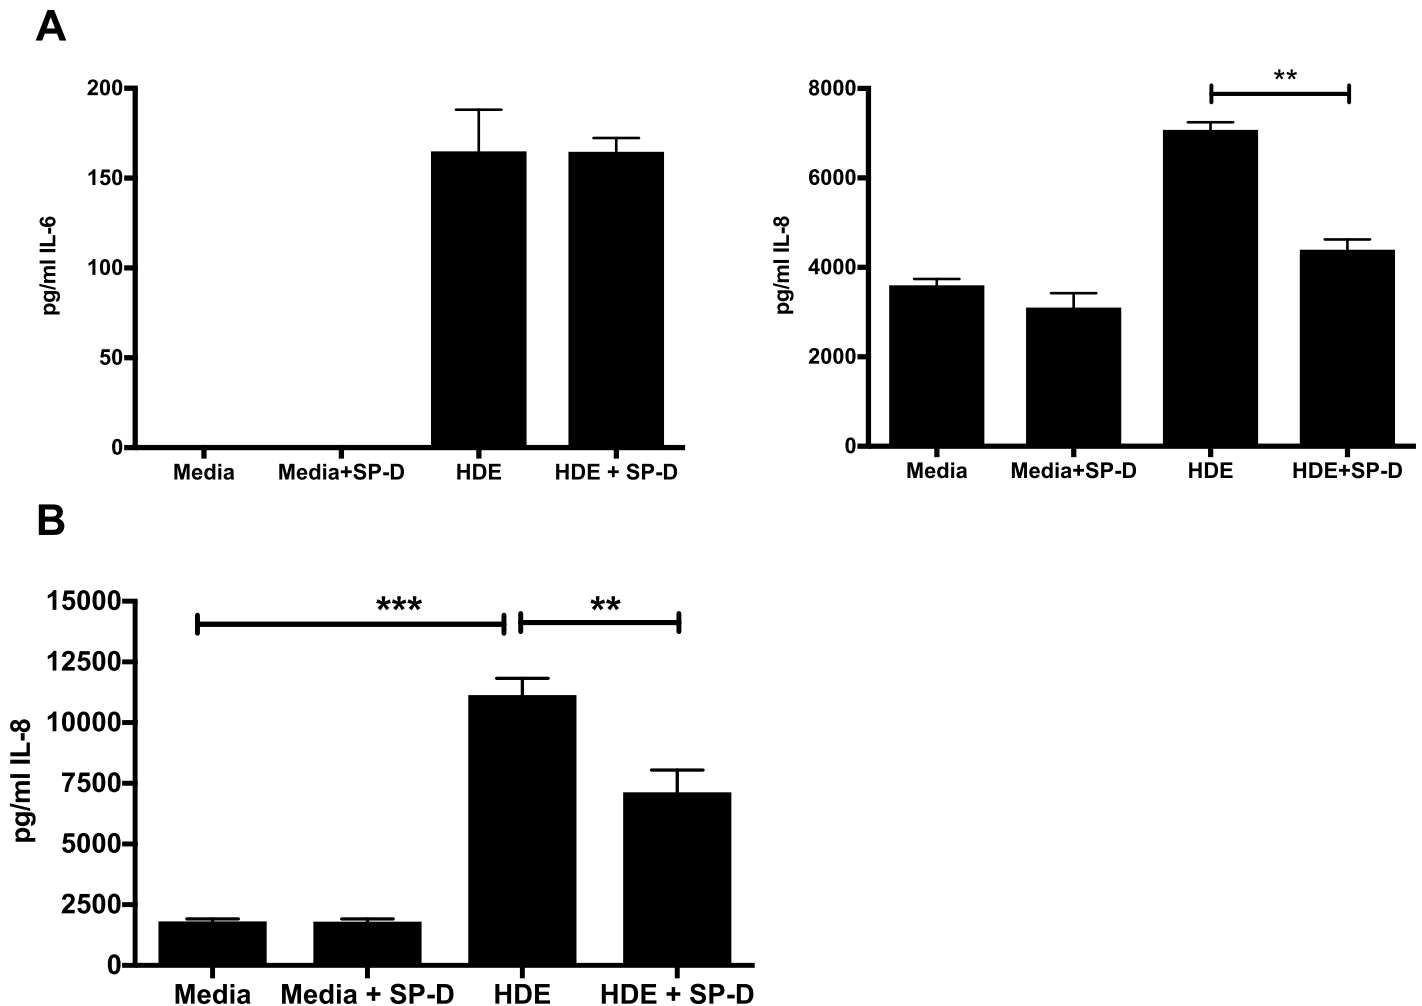 A
200
150
100
50
0
pg/ml IL-6
Media Media+SP-D HDE HDE + SP-D
8000
6000
4000
2000
0
pg/ml IL-8
**
Media Media+SP-D HDE HDE+SP-D
B
15000
12500
10000
7500
5000
2500
0
pg/ml IL-8
*** **
Media Media + SP-D HDE HDE + SP-D